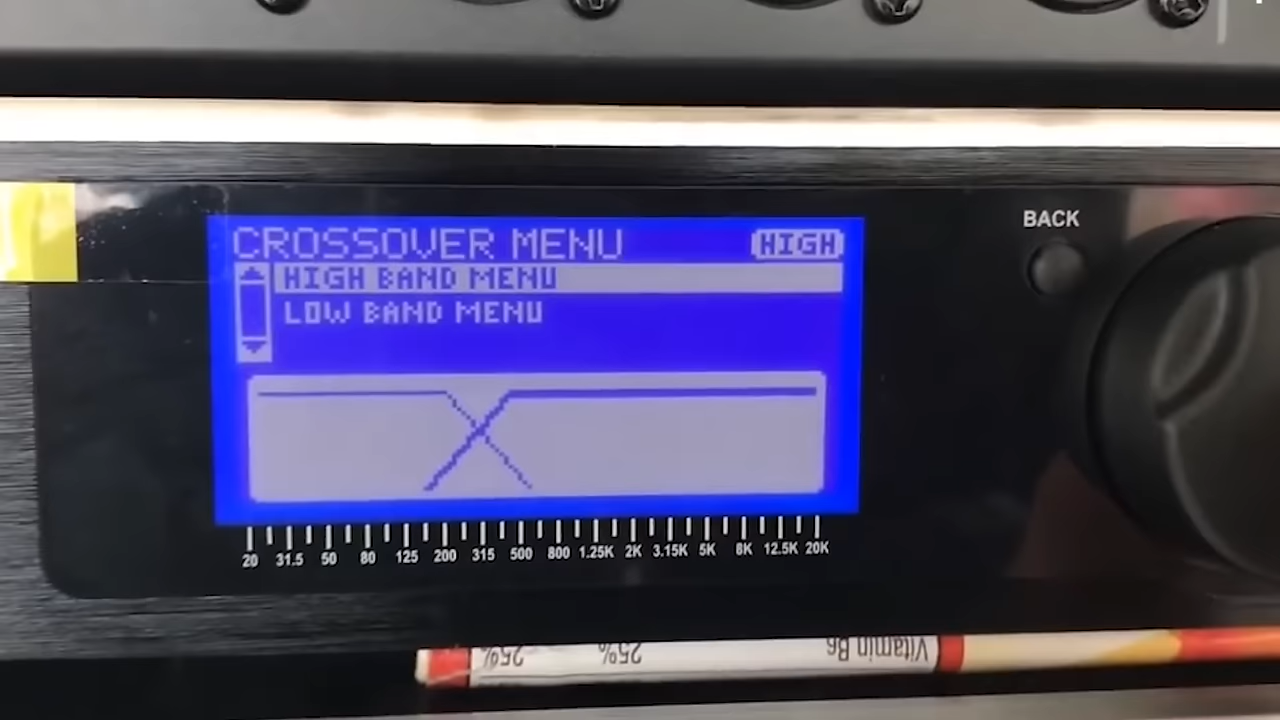 CROSSOVER MENU HIGH
HIGH BAND MENU
LOW BAND MENU
BACK
20 31.5 50 80 125 200 315 500 800 1.25K 2K 3.15K 5K 8K 12.5K 20K
Vitamin B6 25% 25%